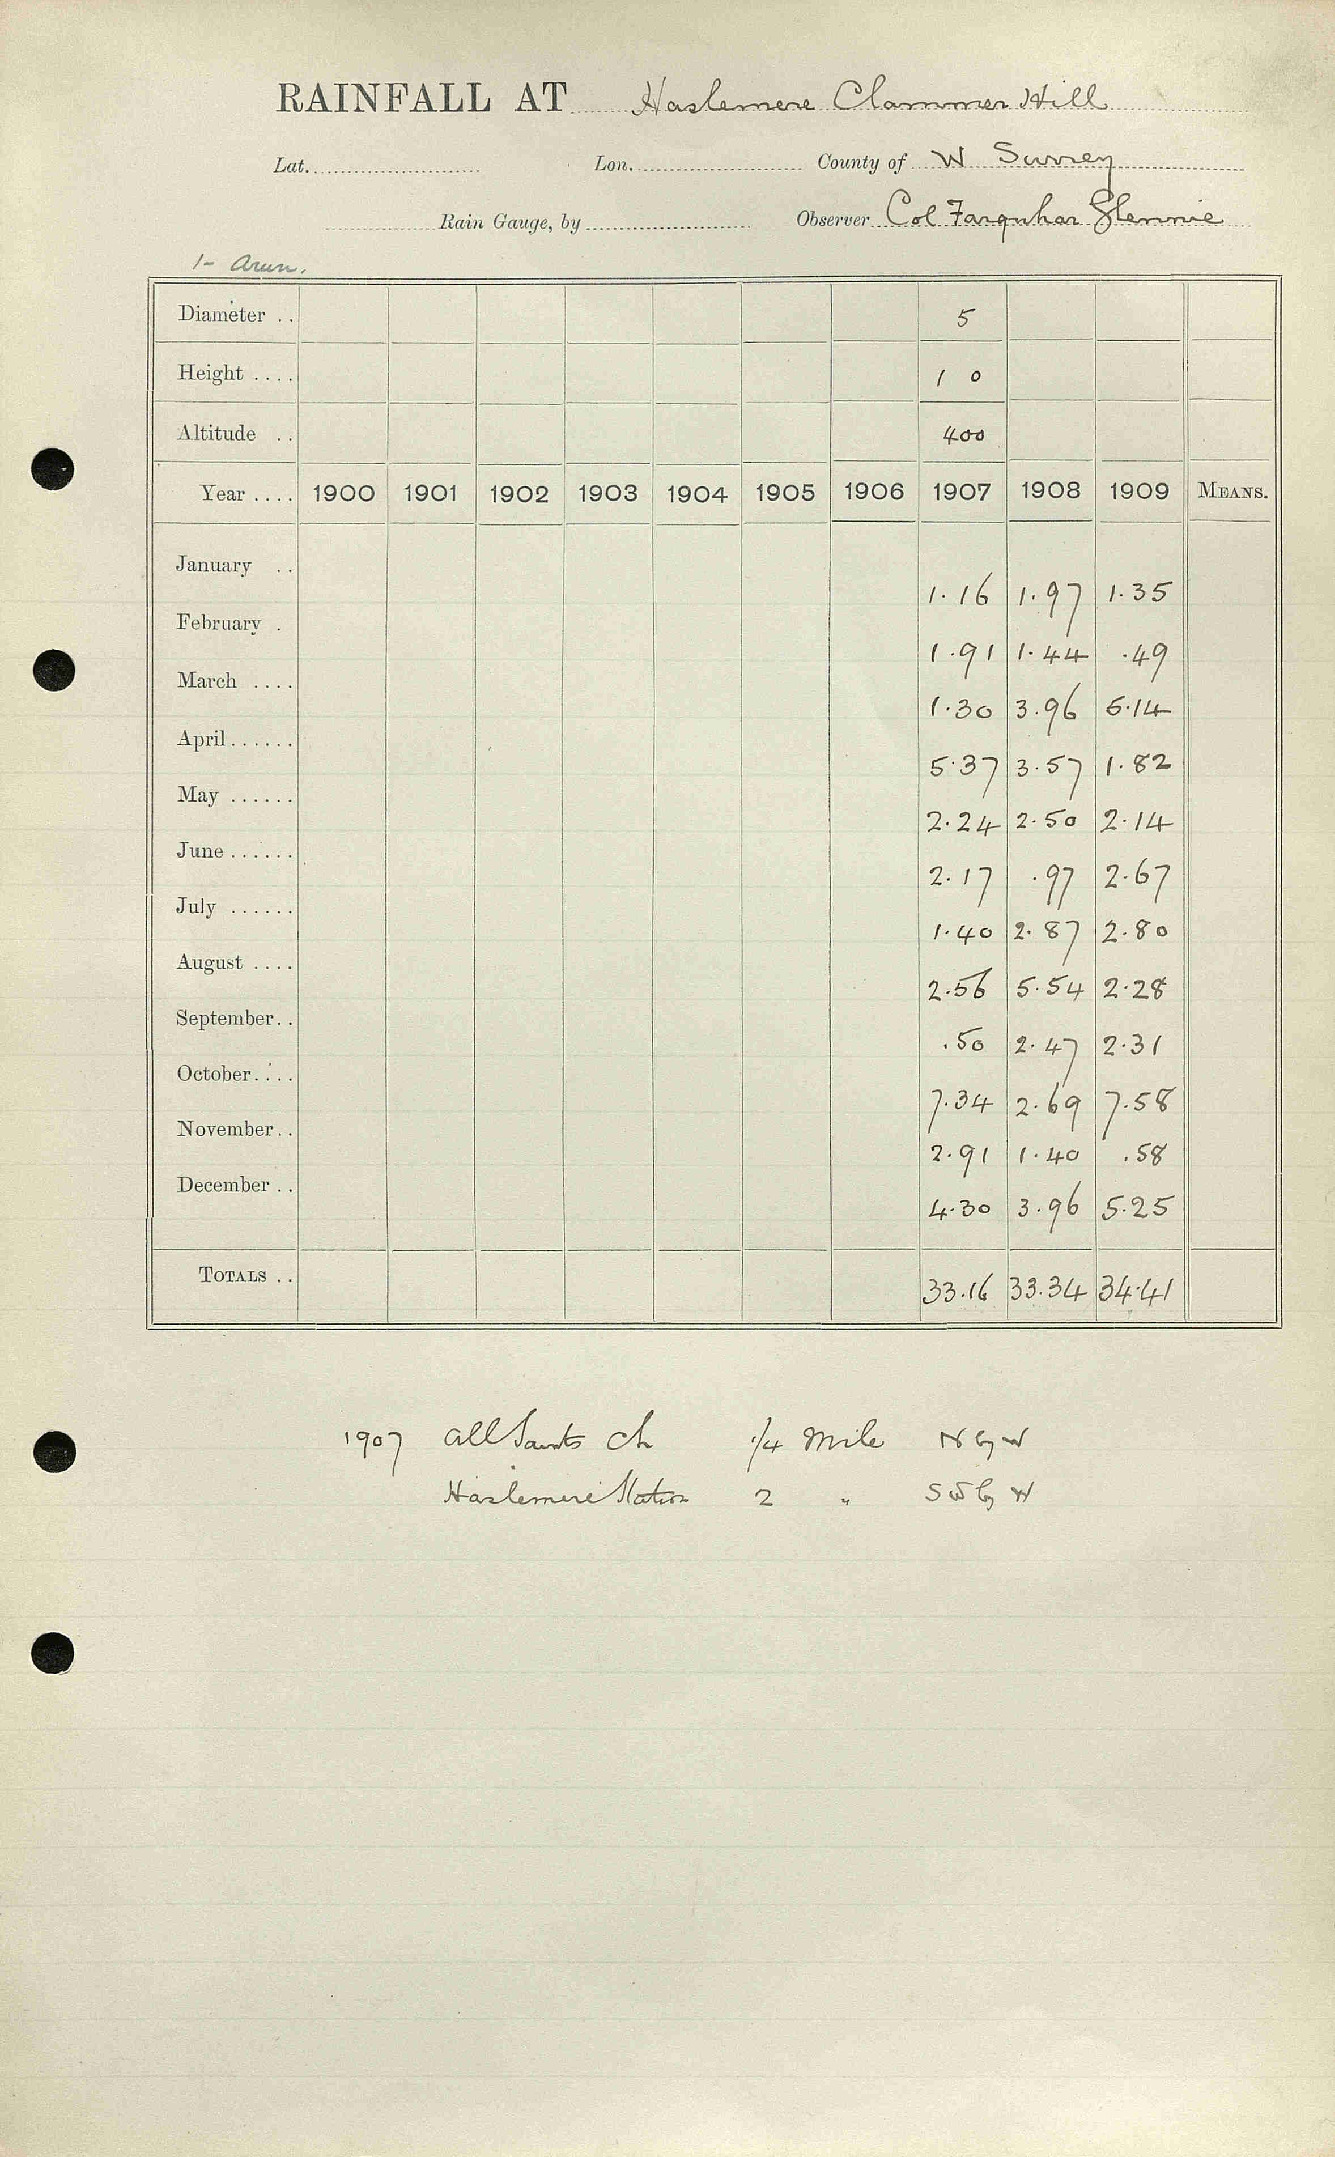 RAINFALL AT Haslemere Clammer Hill
Lat. Lon. County of W Surrey
Rain Gauge, by Observer Col Farquhar Glennie
1- Arun.
Diameter .. 5
Height .... 1 0
Altitude .. 400
Year .... 1900 1901 1902 1903 1904 1905 1906 1907 1908 1909 MEANS.
January .. 1.16 1.97 1.35
February . 1.91 1.44 .49
March .... 1.30 3.96 5.14
April...... 5.37 3.57 1.82
May ...... 2.24 2.50 2.14
June...... 2.17 .97 2.67
July ...... 1.40 2.87 2.80
August .... 2.56 5.54 2.28
September.. .50 2.47 2.31
October.... 7.34 2.69 7.58
November.. 2.91 1.40 .58
December .. 4.30 3.96 5.25
TOTALS .. 33.16 33.34 34.41
1907 All Saints Ch 1/4 Mile N by W
Haslemere Station 2 " SW by W